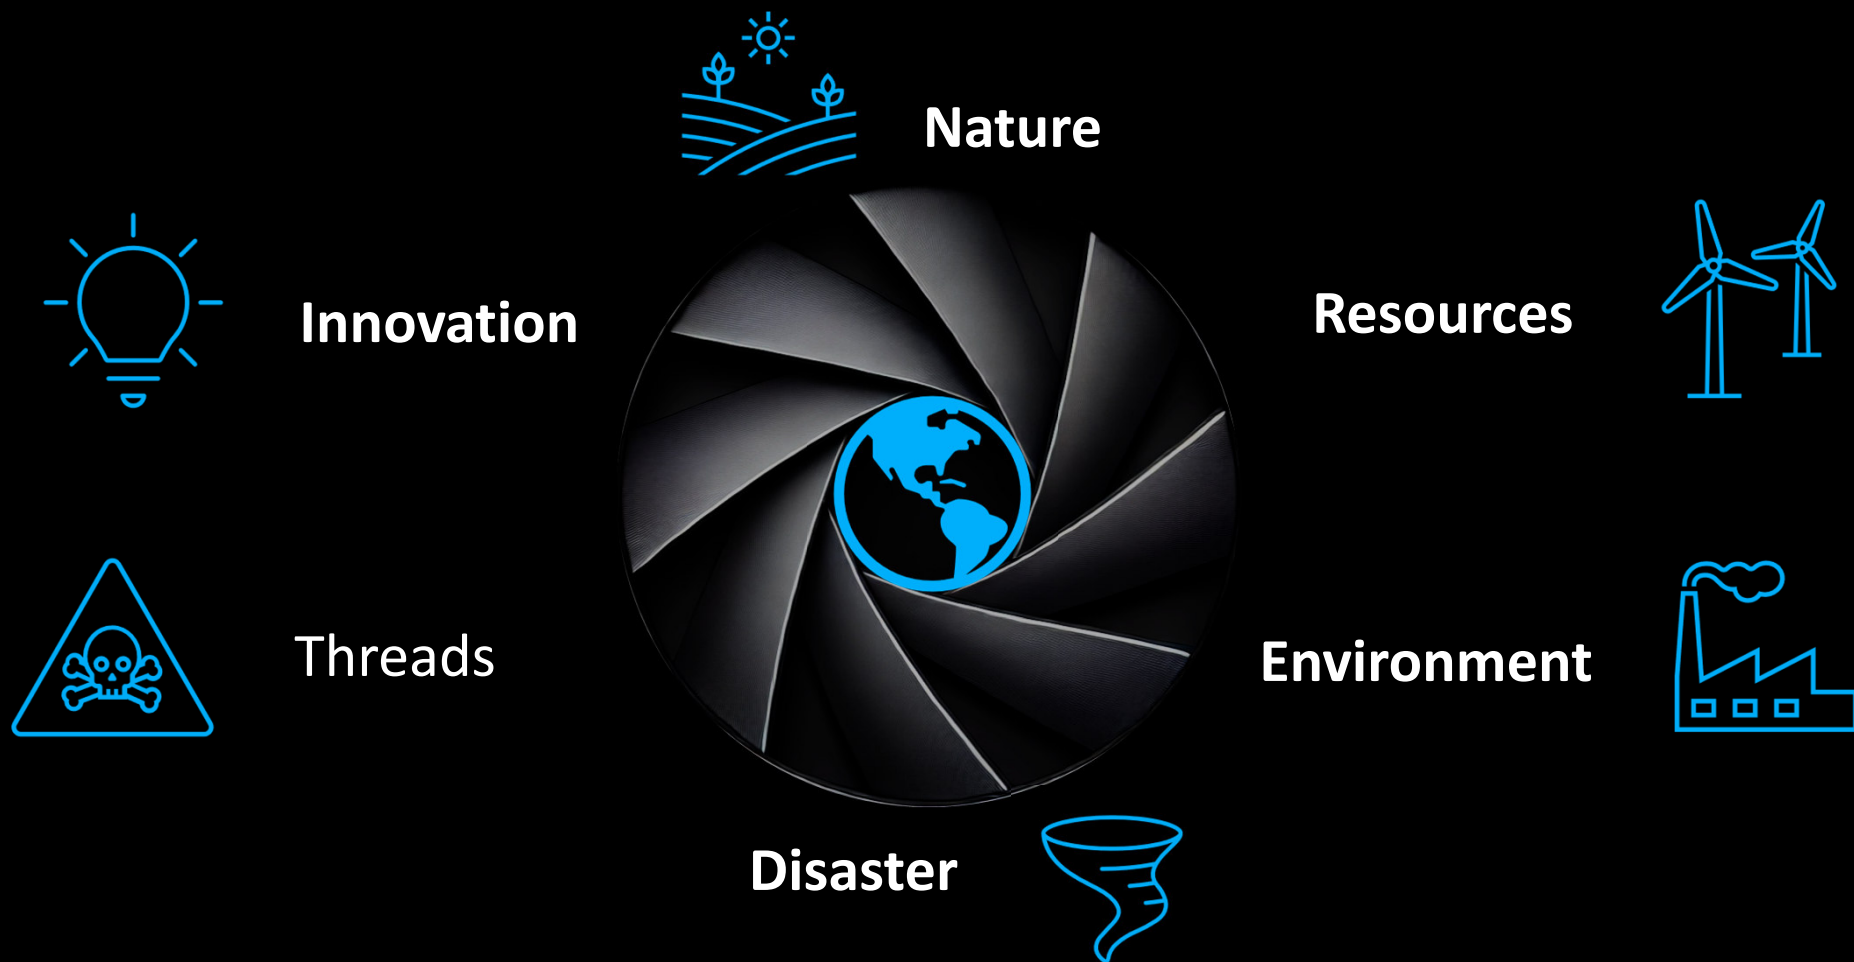 Nature
Innovation
Resources
Threads
Environment
Disaster